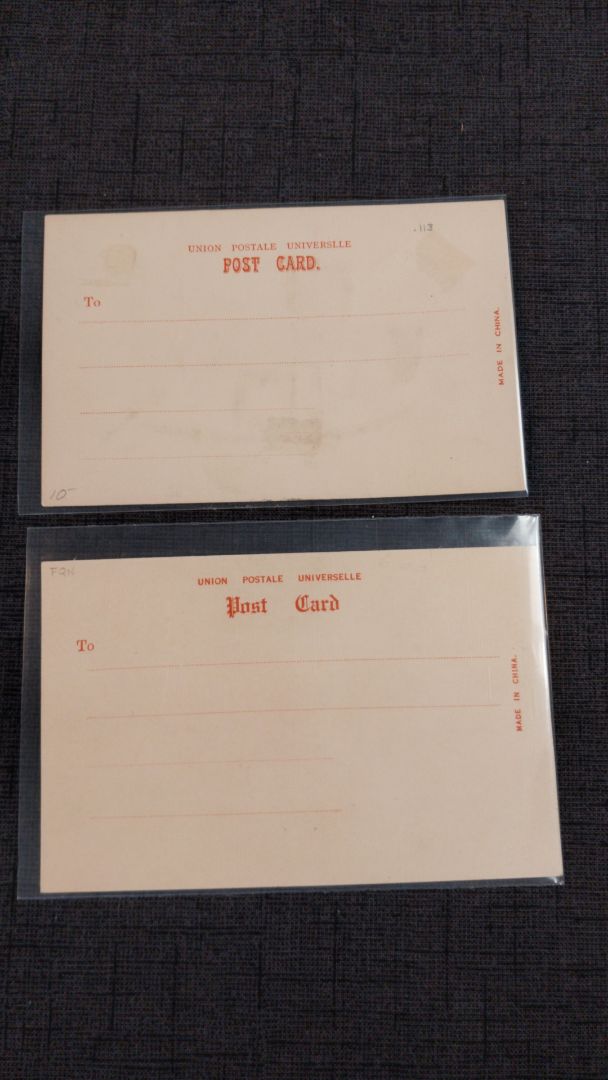 .113
UNION POSTALE UNIVERSLLE
POST CARD.
To
MADE IN CHINA.
10-
FQN
UNION POSTALE UNIVERSELLE
Post Card
To
MADE IN CHINA.